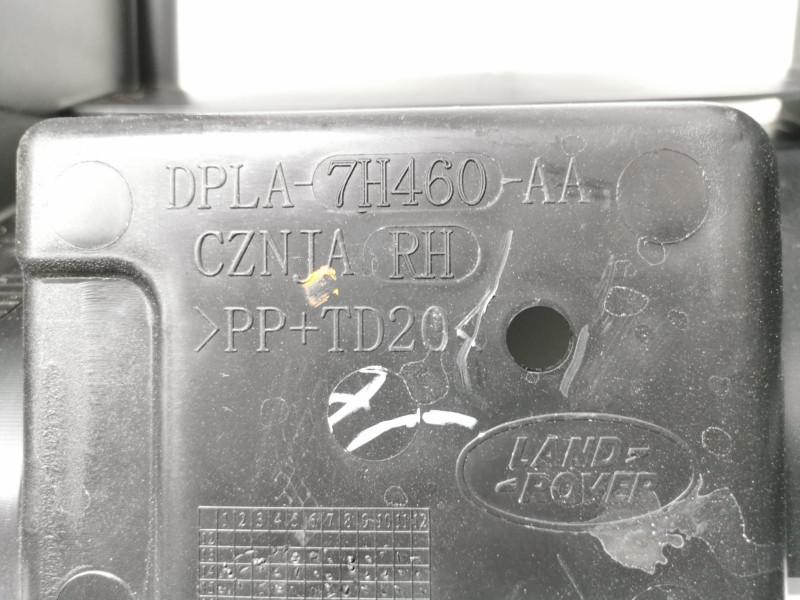 DPLA-7H460-AA
CZNJA RH
>PP+TD20<
LAND
ROVER
1 2 3 4 5 6 7 8 9 10 11 12